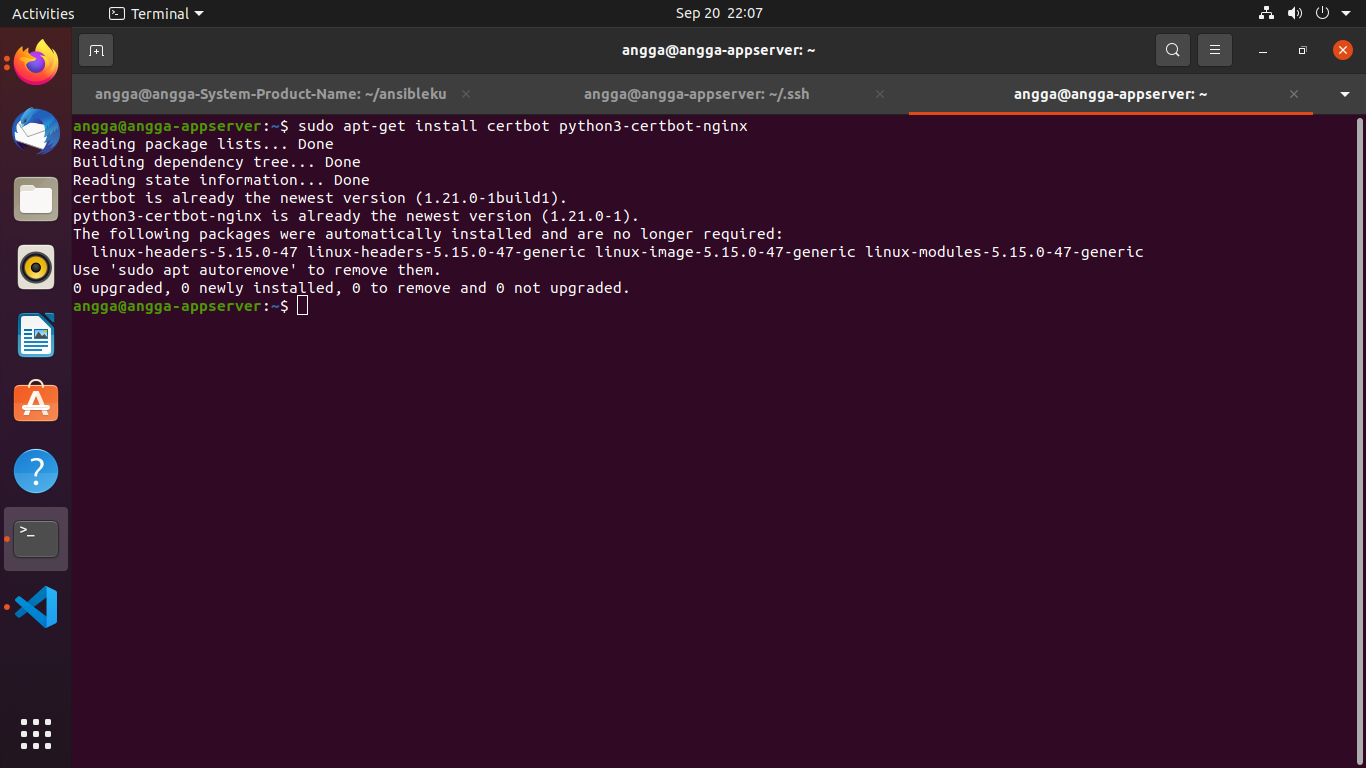 Activities
Terminal
Sep 20 22:07
angga@angga-appserver: ~
angga@angga-System-Product-Name: ~/ansibleku
angga@angga-appserver: ~/.ssh
angga@angga-appserver: ~
angga@angga-appserver:~$ sudo apt-get install certbot python3-certbot-nginx
Reading package lists... Done
Building dependency tree... Done
Reading state information... Done
certbot is already the newest version (1.21.0-1build1).
python3-certbot-nginx is already the newest version (1.21.0-1).
The following packages were automatically installed and are no longer required:
  linux-headers-5.15.0-47 linux-headers-5.15.0-47-generic linux-image-5.15.0-47-generic linux-modules-5.15.0-47-generic
Use 'sudo apt autoremove' to remove them.
0 upgraded, 0 newly installed, 0 to remove and 0 not upgraded.
angga@angga-appserver:~$